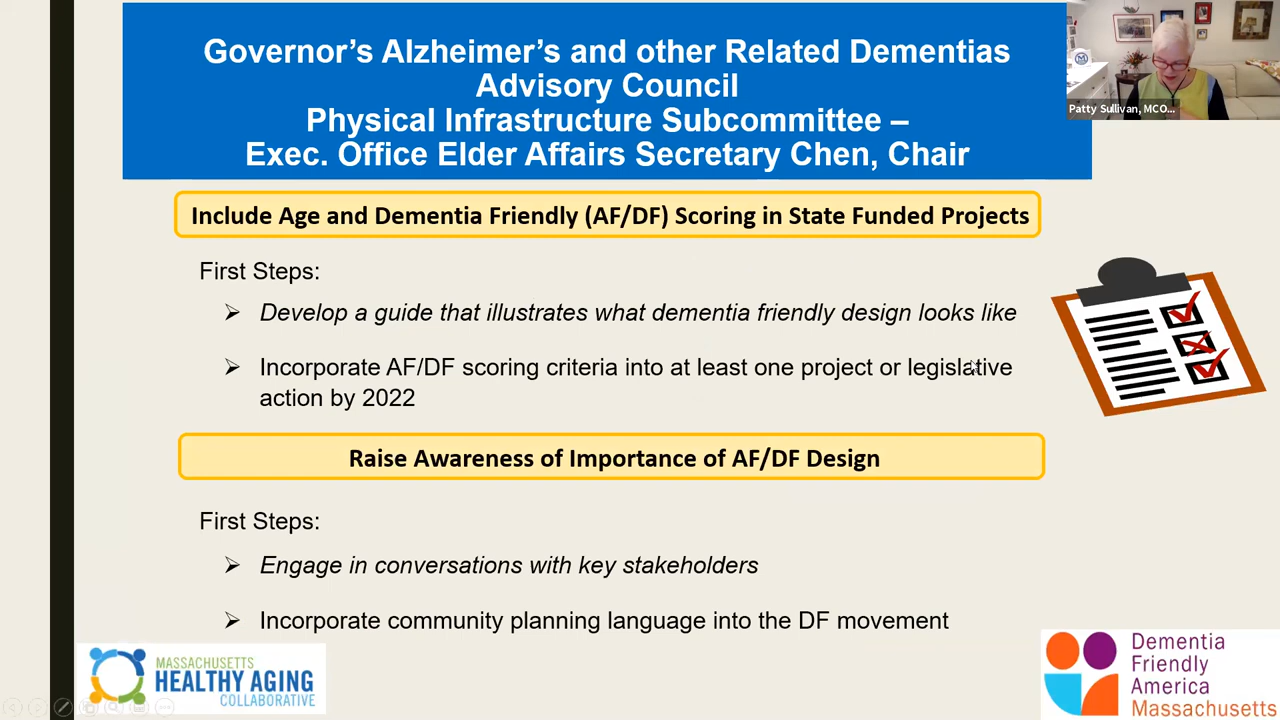 Governor’s Alzheimer’s and other Related Dementias
Advisory Council
Physical Infrastructure Subcommittee –
Exec. Office Elder Affairs Secretary Chen, Chair
Patty Sullivan, MCO...
Include Age and Dementia Friendly (AF/DF) Scoring in State Funded Projects
First Steps:
➢ Develop a guide that illustrates what dementia friendly design looks like
➢ Incorporate AF/DF scoring criteria into at least one project or legislative
action by 2022
Raise Awareness of Importance of AF/DF Design
First Steps:
➢ Engage in conversations with key stakeholders
➢ Incorporate community planning language into the DF movement
MASSACHUSETTS
HEALTHY AGING
COLLABORATIVE
Dementia
Friendly
America
Massachusetts